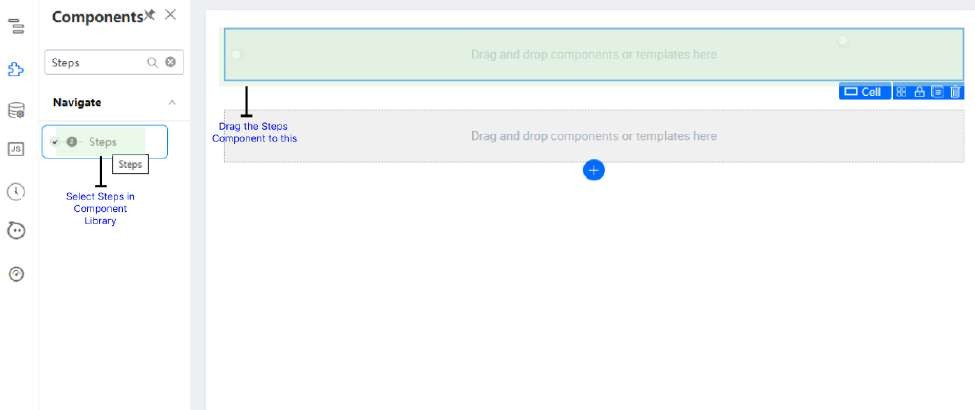 Components
Steps
Navigate
Steps
Steps
Select Steps in
Component
Library
Drag and drop components or templates here
Cell
Drag the Steps
Component to this
Drag and drop components or templates here
JS